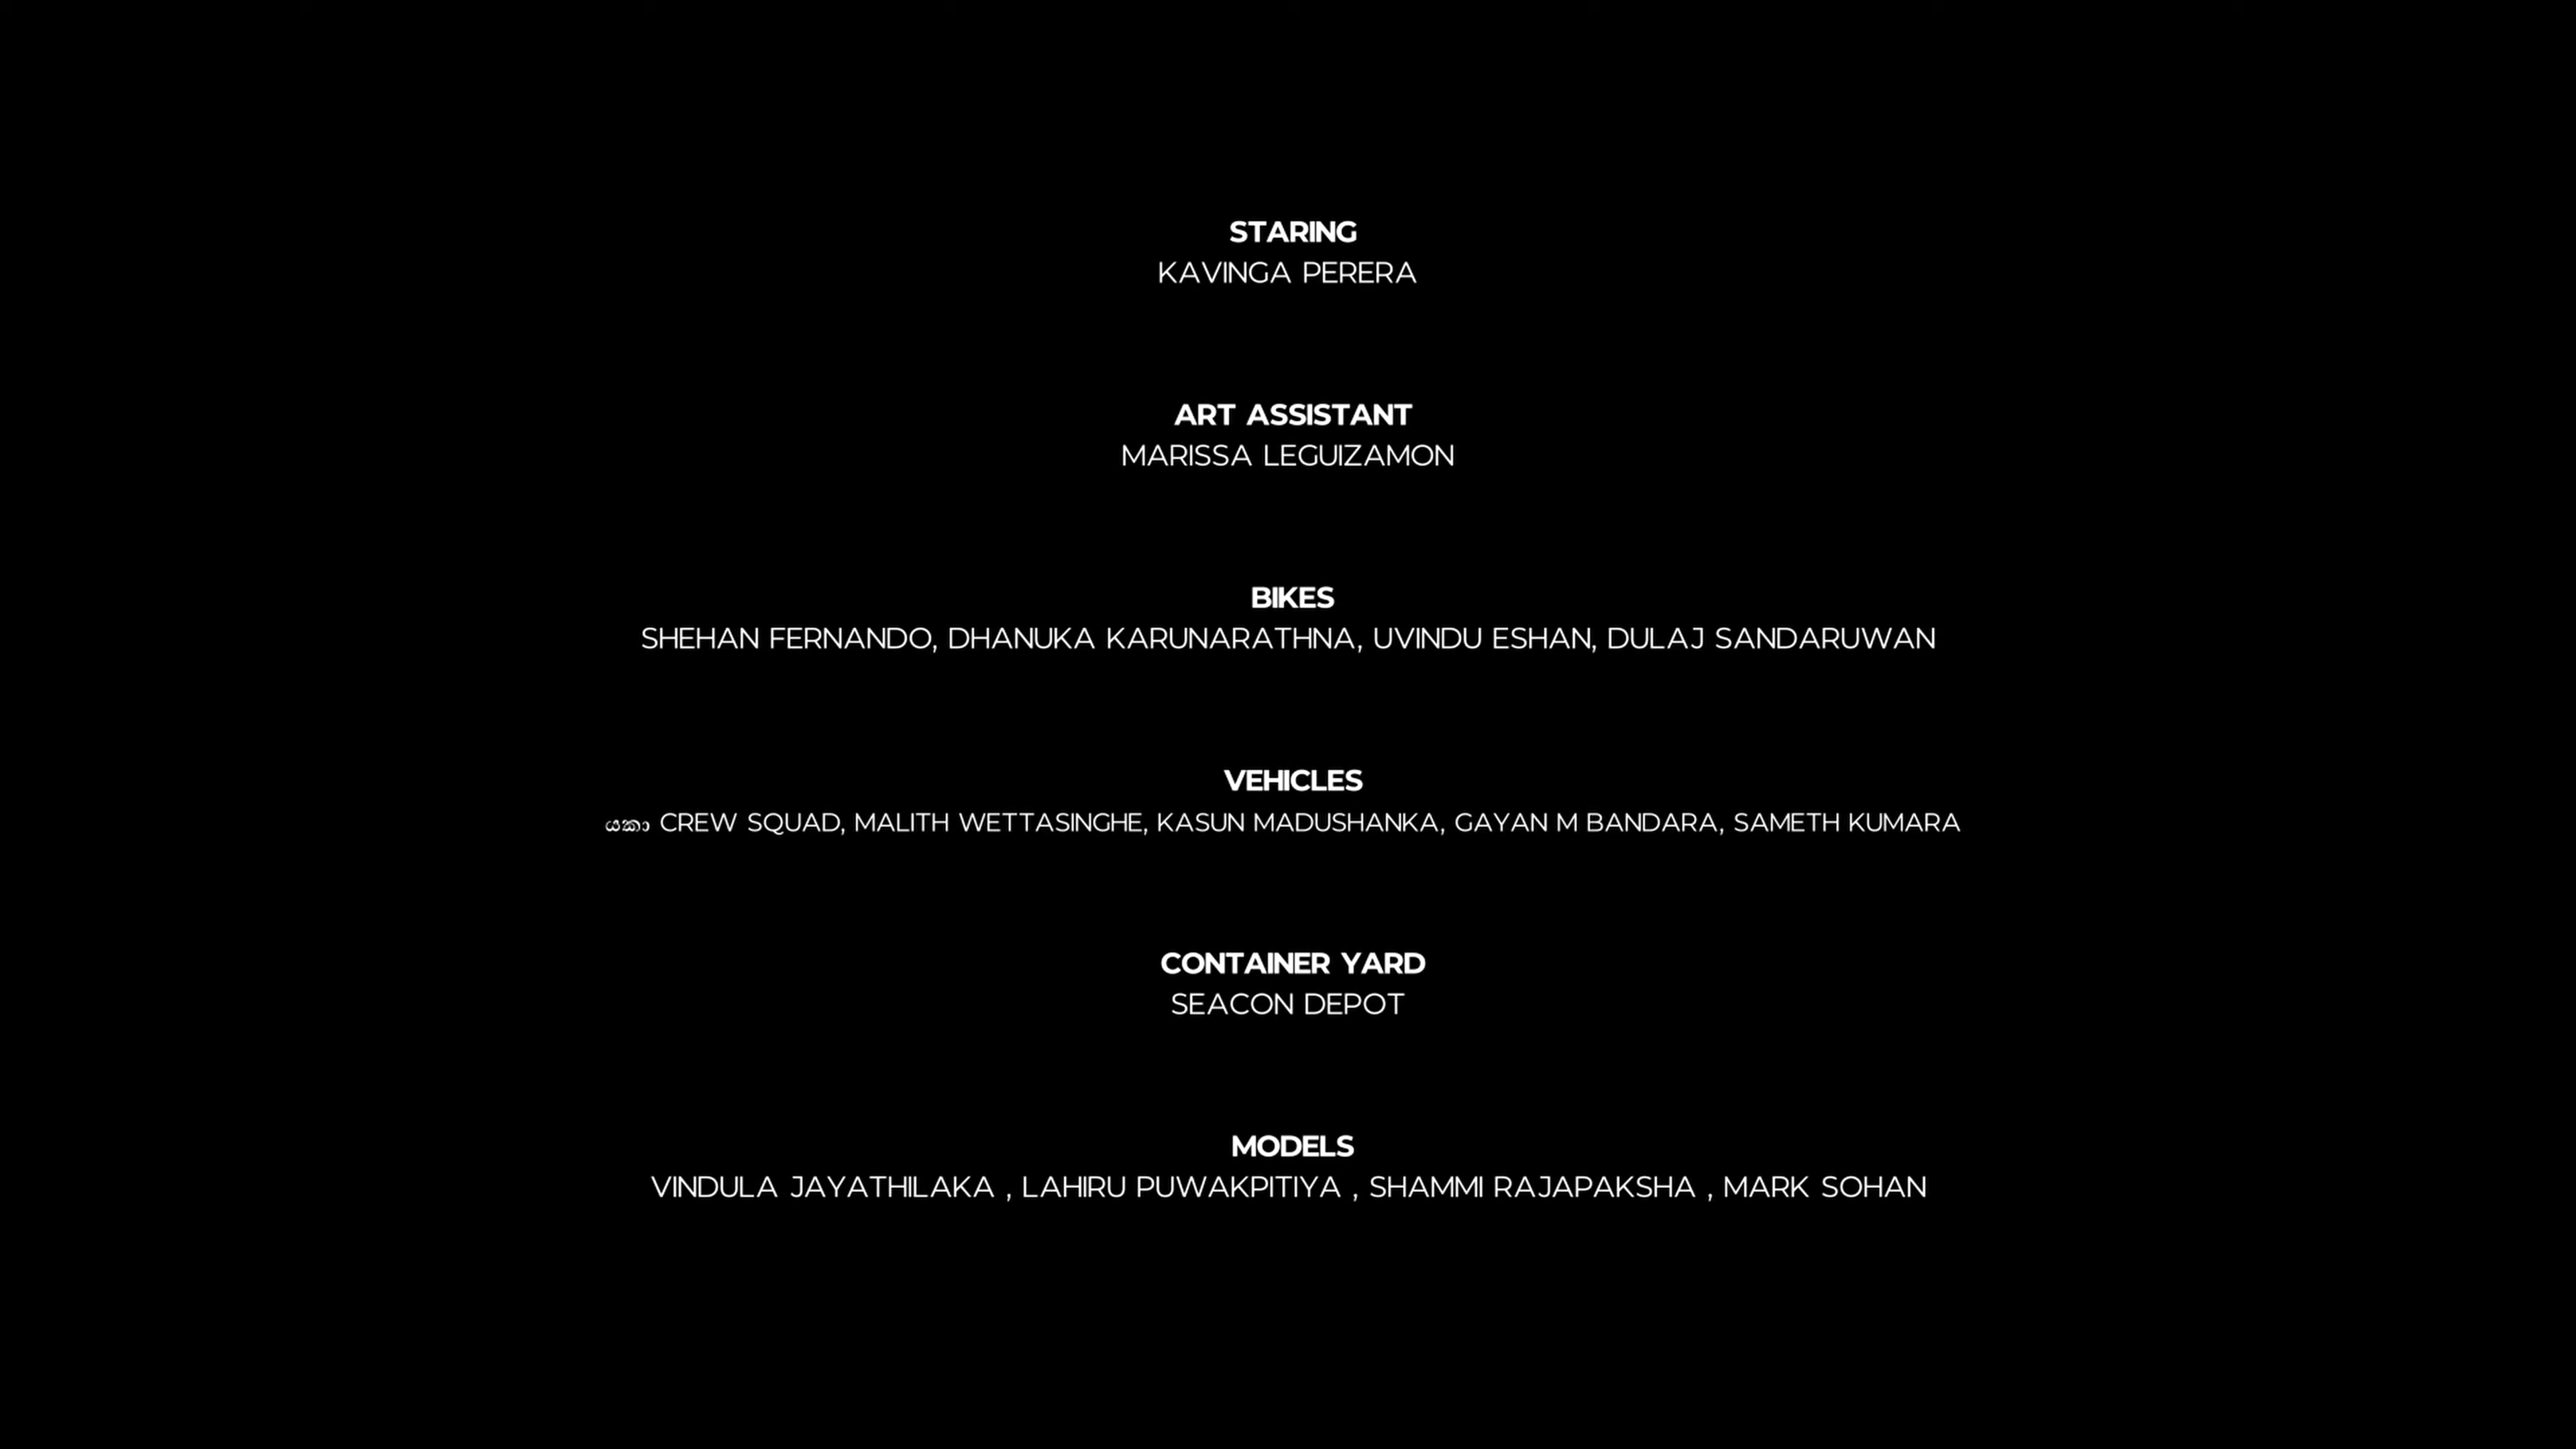 STARING
KAVINGA PERERA
ART ASSISTANT
MARISSA LEGUIZAMON
BIKES
SHEHAN FERNANDO, DHANUKA KARUNARATHNA, UVINDU ESHAN, DULAJ SANDARUWAN
VEHICLES
යකා CREW SQUAD, MALITH WETTASINGHE, KASUN MADUSHANKA, GAYAN M BANDARA, SAMETH KUMARA
CONTAINER YARD
SEACON DEPOT
MODELS
VINDULA JAYATHILAKA , LAHIRU PUWAKPITIYA , SHAMMI RAJAPAKSHA , MARK SOHAN